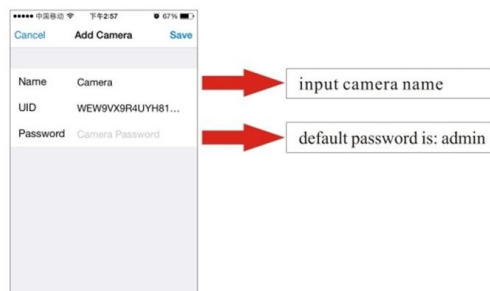 中国移动 下午2:57 67%
Cancel Add Camera Save
Name Camera
input camera name
UID WEW9VX9R4UYH81...
Password Camera Password
default password is: admin